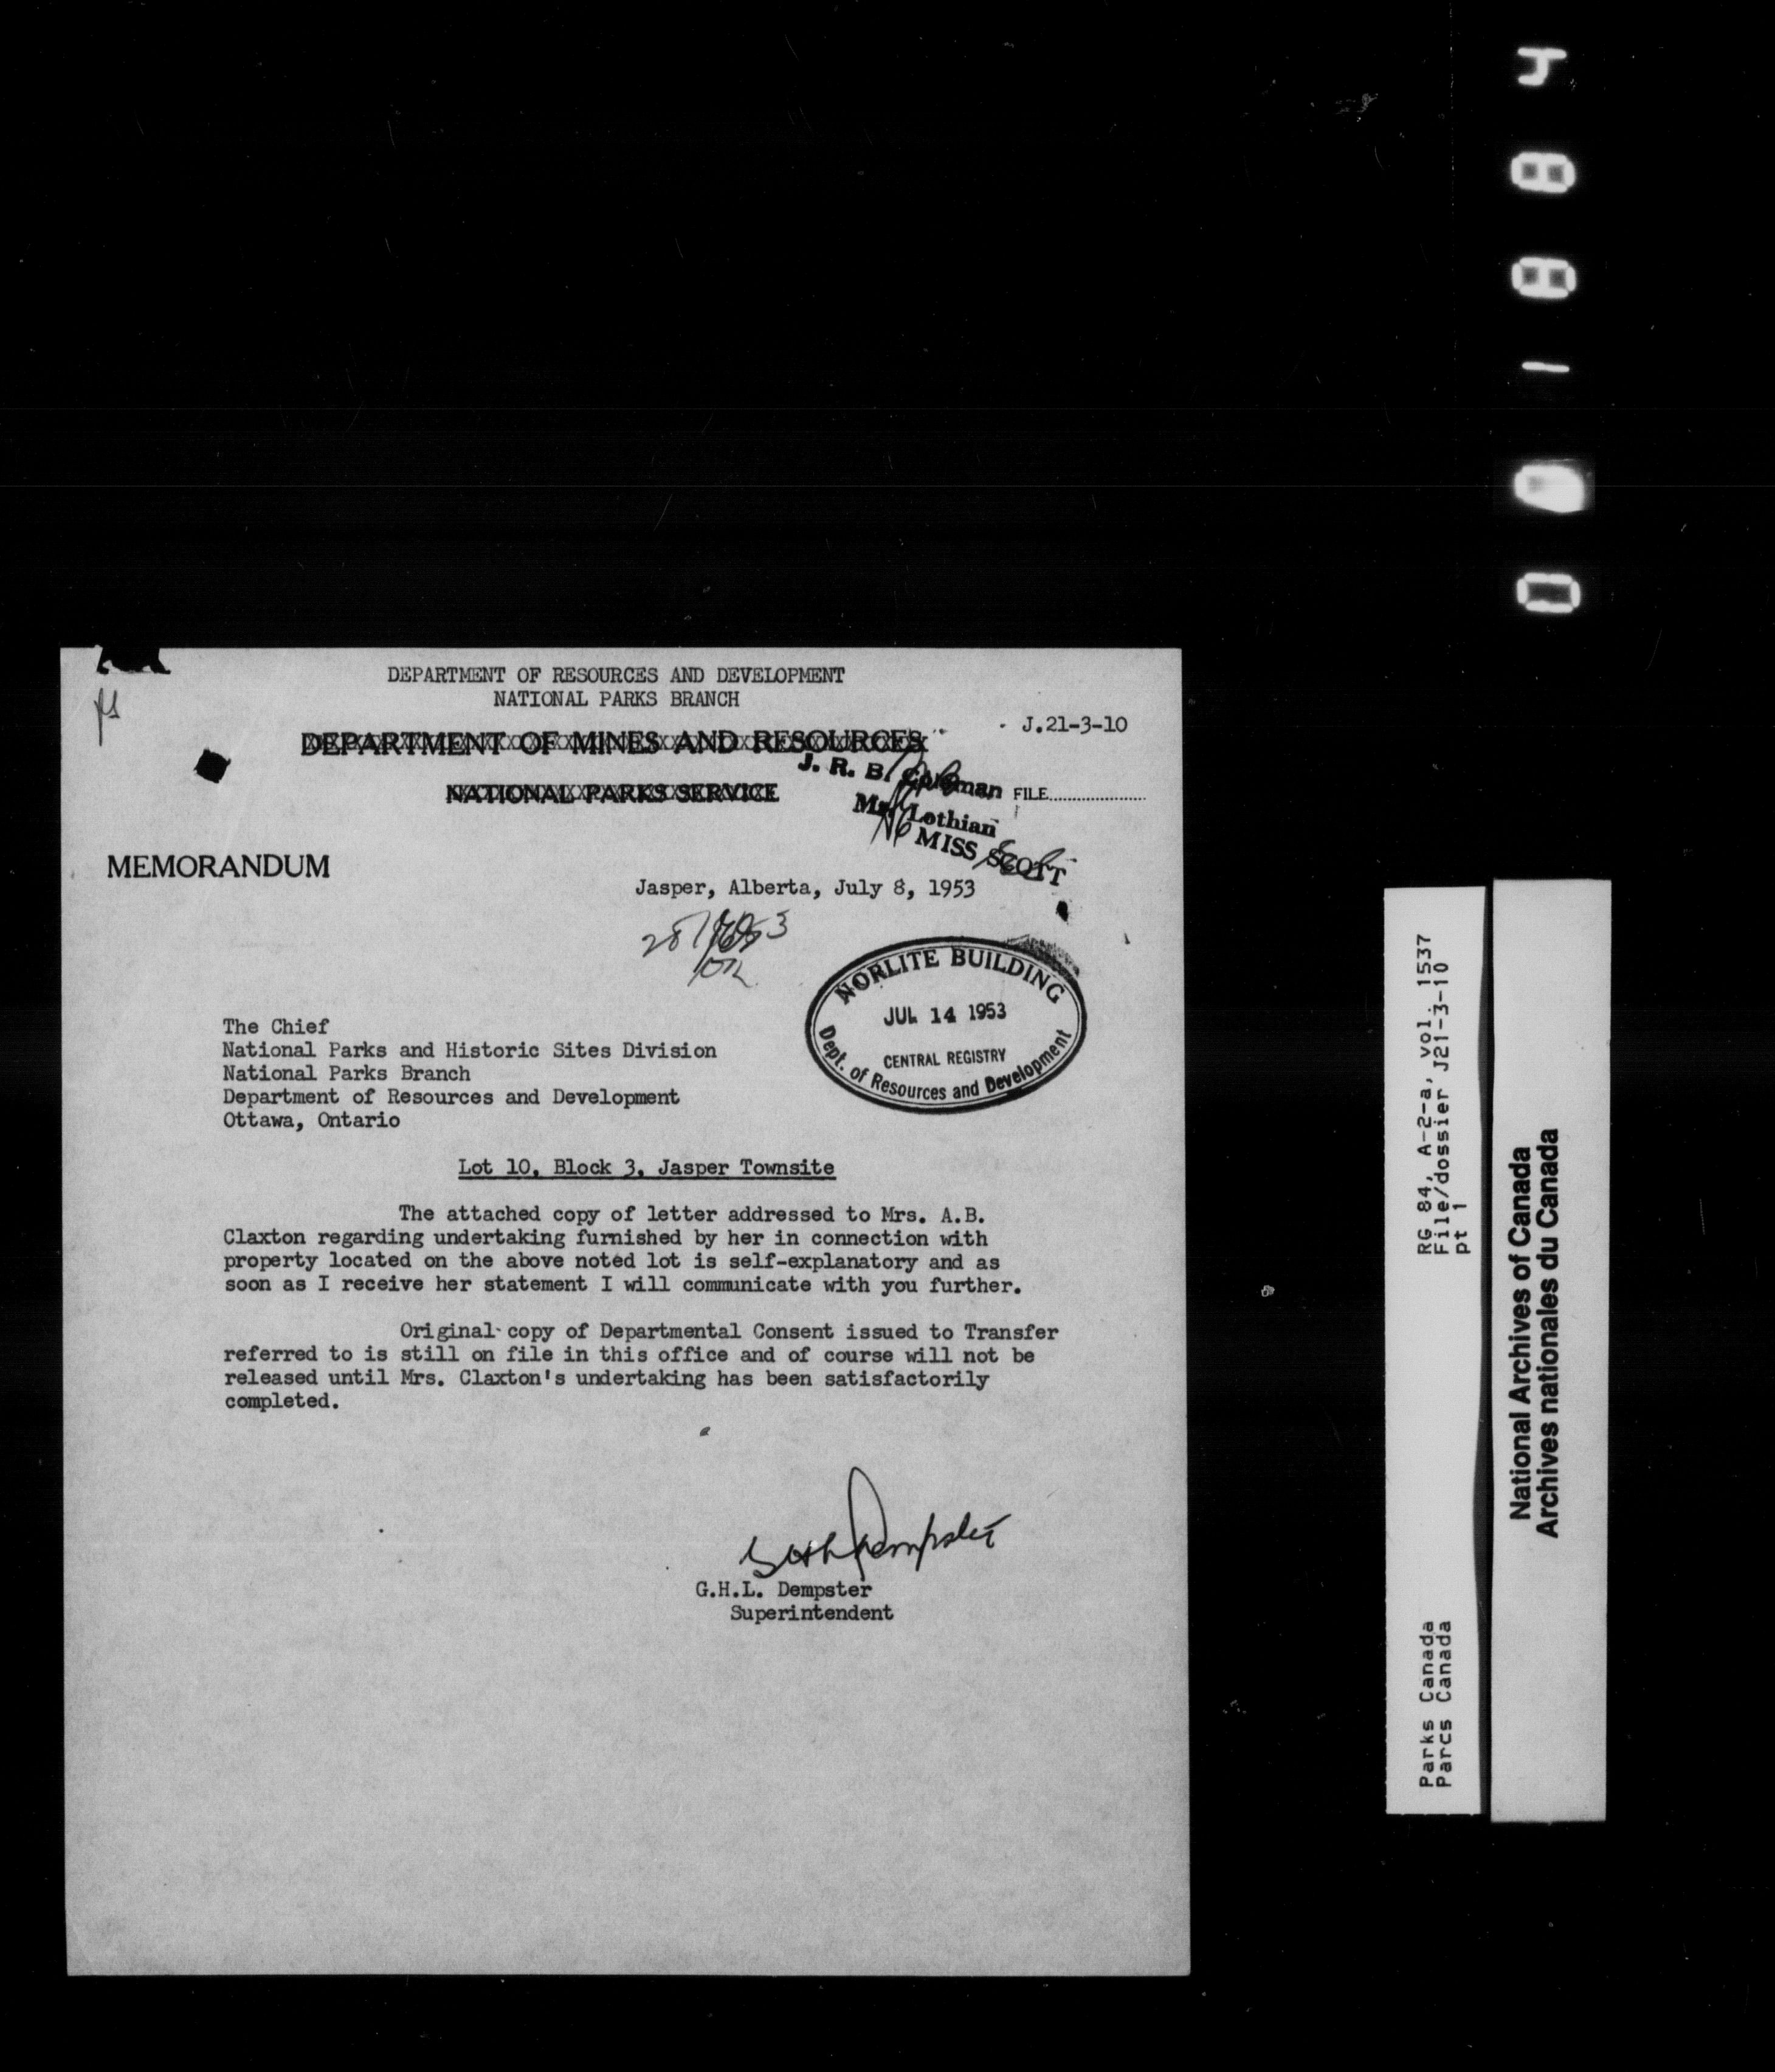 DEPARTMENT OF RESOURCES AND DEVELOPMENT
NATIONAL PARKS BRANCH
J.21-3-10
DEPARTMENT OF MINES AND RESOURCES
J. R. B. Coleman
NATIONAL PARKS SERVICE
FILE
Mr. Lothian
MISS SCOTT
MEMORANDUM
Jasper, Alberta, July 8, 1953
NORLITE BUILDING
JUL 14 1953
CENTRAL REGISTRY
Dept. of Resources and Development
The Chief
National Parks and Historic Sites Division
National Parks Branch
Department of Resources and Development
Ottawa, Ontario
Lot 10, Block 3, Jasper Townsite
The attached copy of letter addressed to Mrs. A.B.
Claxton regarding undertaking furnished by her in connection with
property located on the above noted lot is self-explanatory and as
soon as I receive her statement I will communicate with you further.
Original copy of Departmental Consent issued to Transfer
referred to is still on file in this office and of course will not be
released until Mrs. Claxton's undertaking has been satisfactorily
completed.
G.H.L. Dempster
Superintendent
RG 84, A-2-a, vol. 1537
File/dossier J21-3-10
pt 1
Parks Canada
Parcs Canada
National Archives of Canada
Archives nationales du Canada